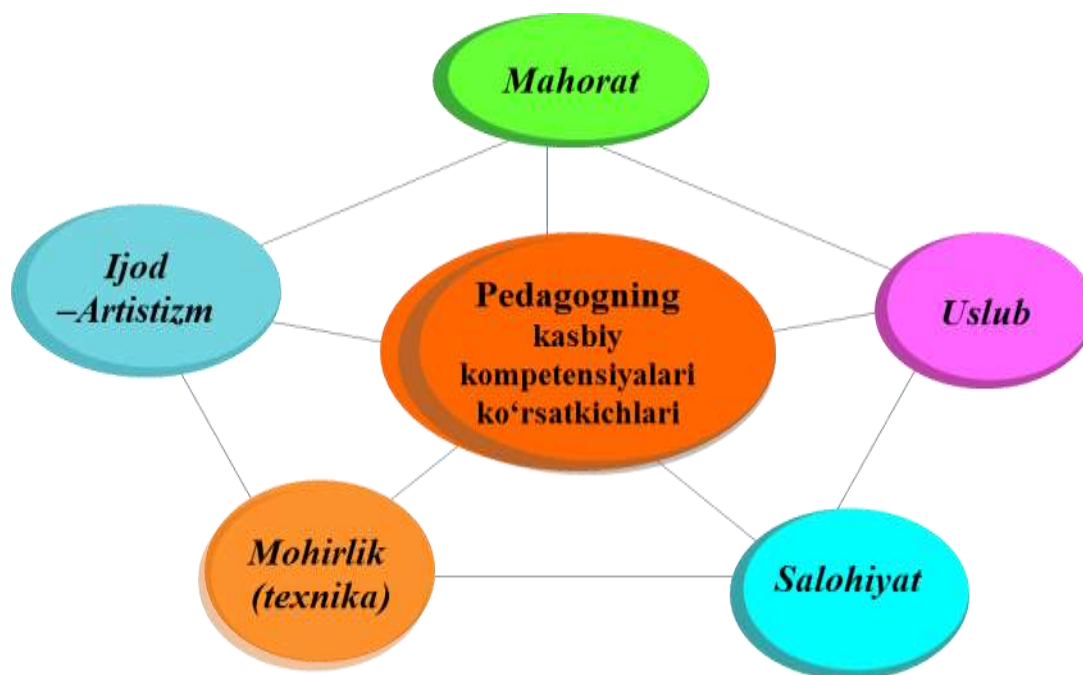 Mahorat
Ijod
–Artistizm
Pedagogning
kasbiy
kompetensiyalari
ko‘rsatkichlari
Uslub
Mohirlik
(texnika)
Salohiyat